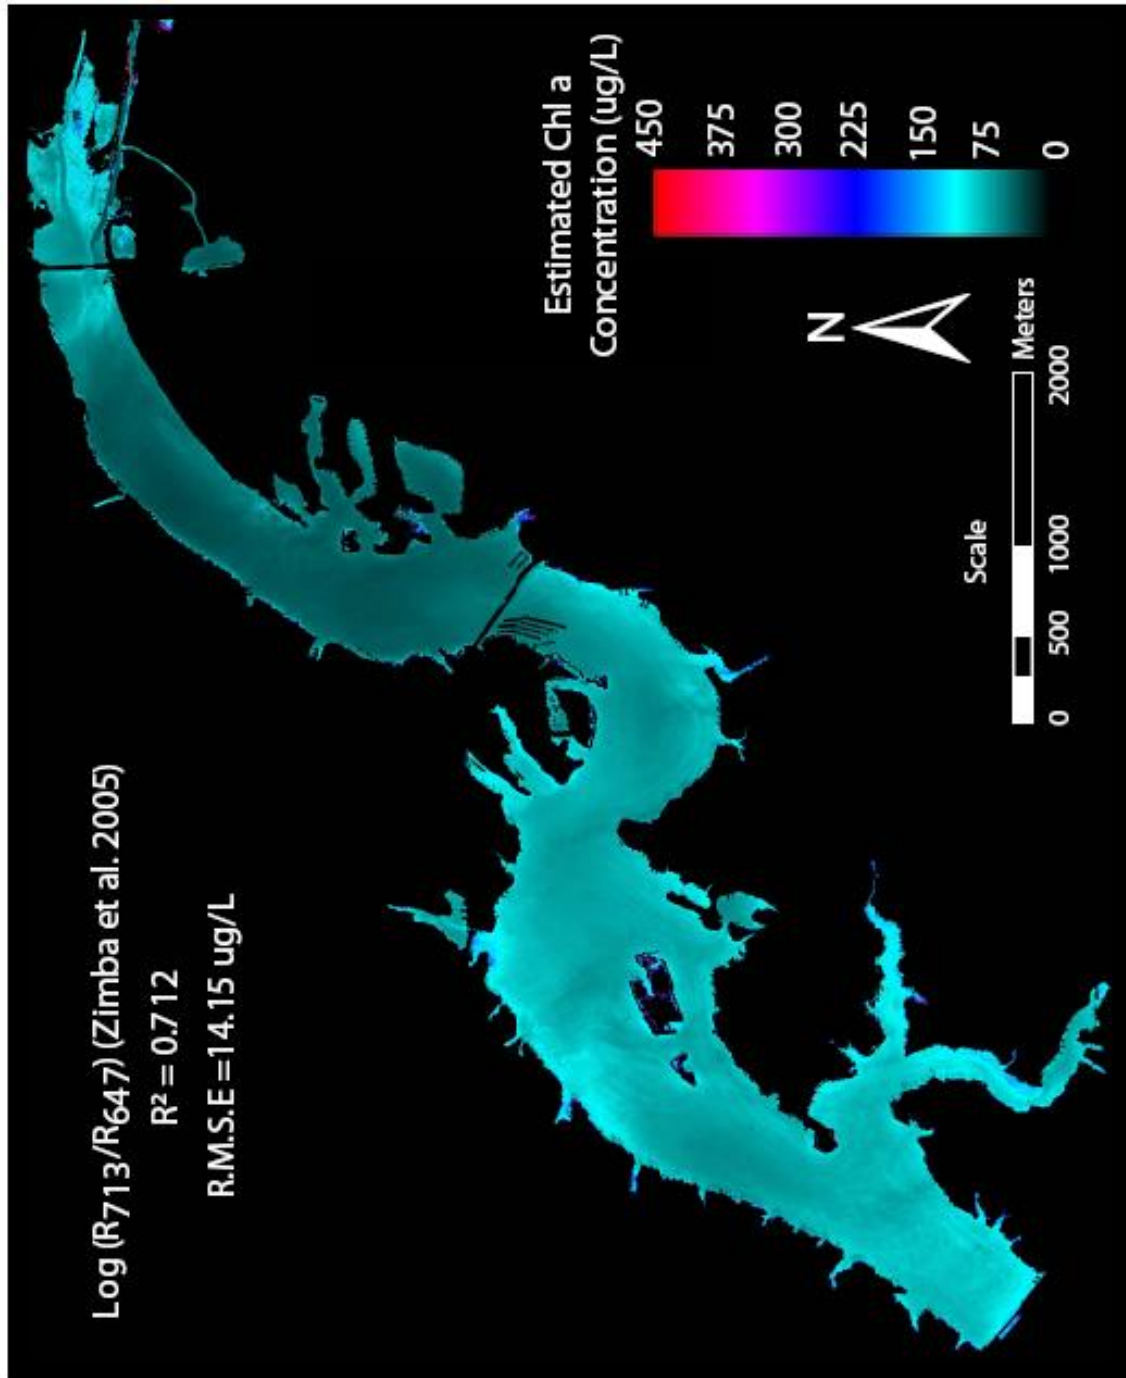 Log (R713/R647) (Zimba et al. 2005)
R² = 0.712
R.M.S.E =14.15 ug/L
Estimated Chl a
Concentration (ug/L)
450
375
300
225
150
75
0
N
Scale
0 500 1000 2000 Meters